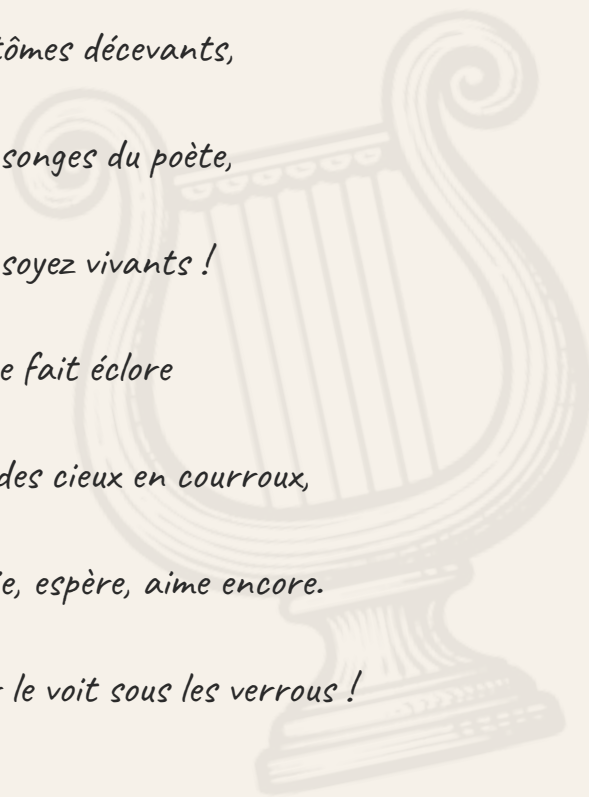 tômes décevants,
songes du poète,
soyez vivants !
e fait éclore
des cieux en courroux,
e, espère, aime encore.
le voit sous les verrous !